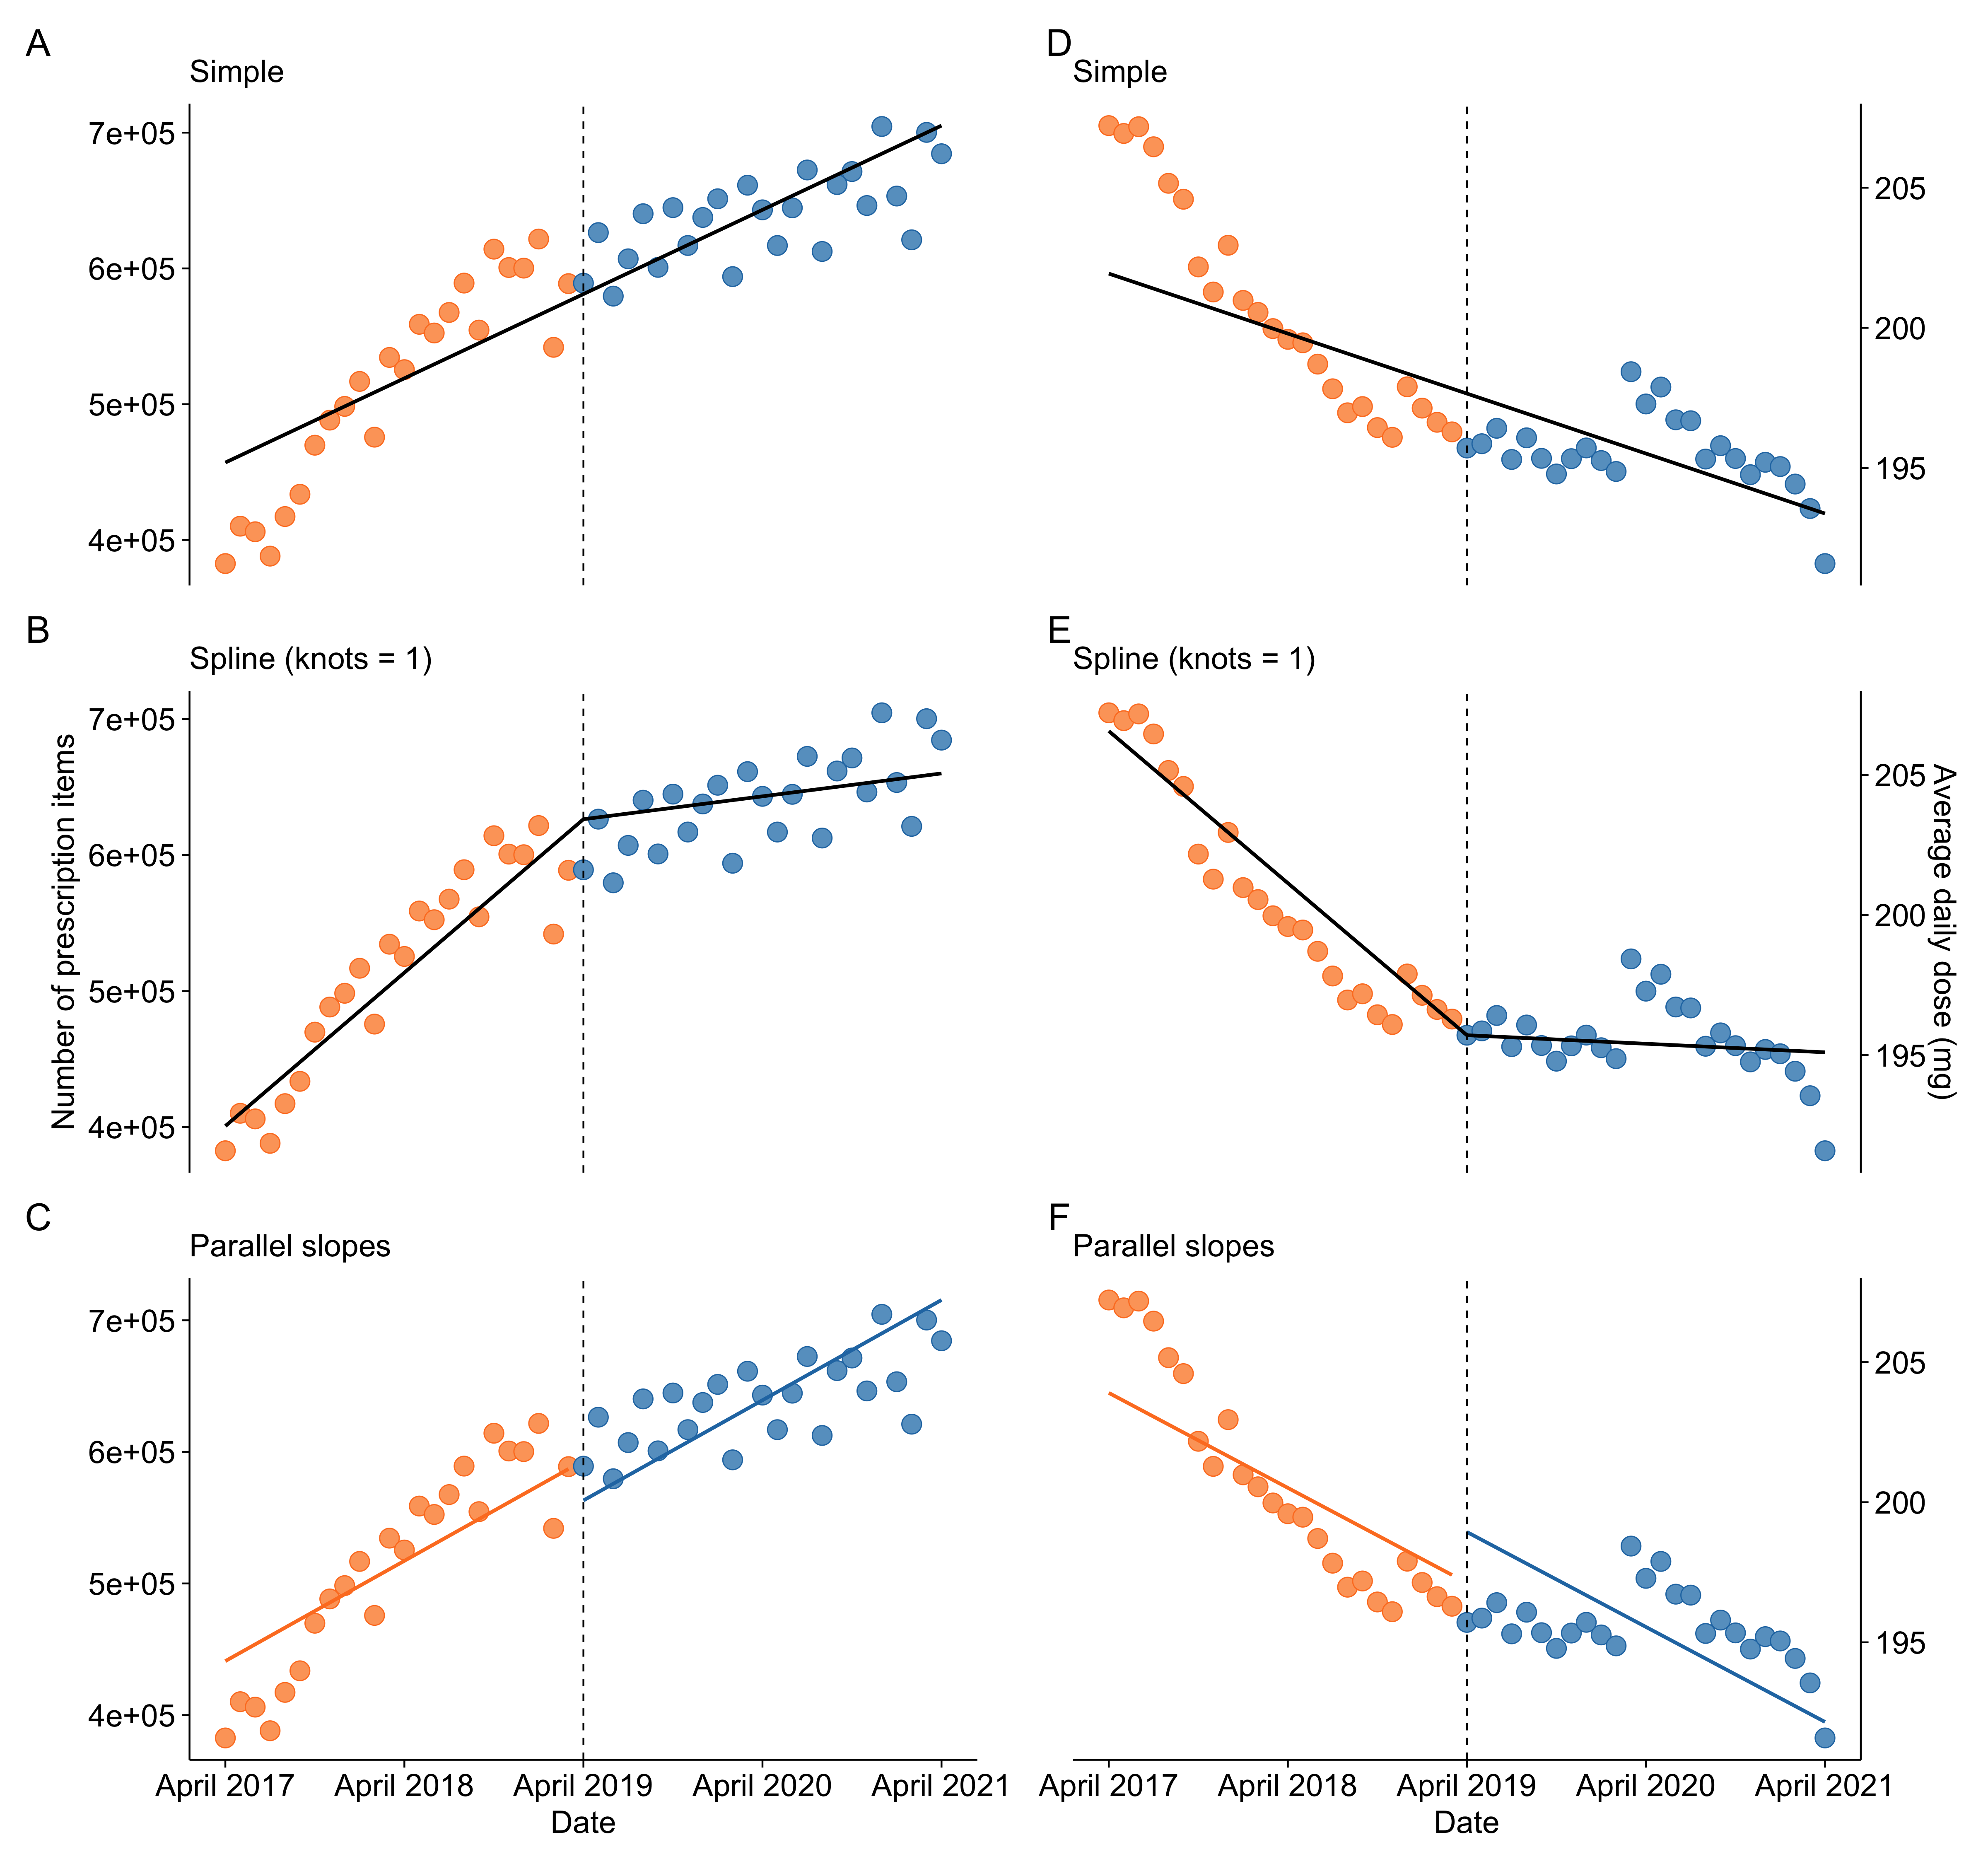 A
Simple
7e+05
6e+05
5e+05
4e+05
D
Simple
205
200
195
B
Spline (knots = 1)
7e+05
6e+05
5e+05
4e+05
Number of prescription items
E
Spline (knots = 1)
205
200
195
Average daily dose (mg)
C
Parallel slopes
7e+05
6e+05
5e+05
4e+05
April 2017 April 2018 April 2019 April 2020 April 2021
Date
F
Parallel slopes
205
200
195
April 2017 April 2018 April 2019 April 2020 April 2021
Date